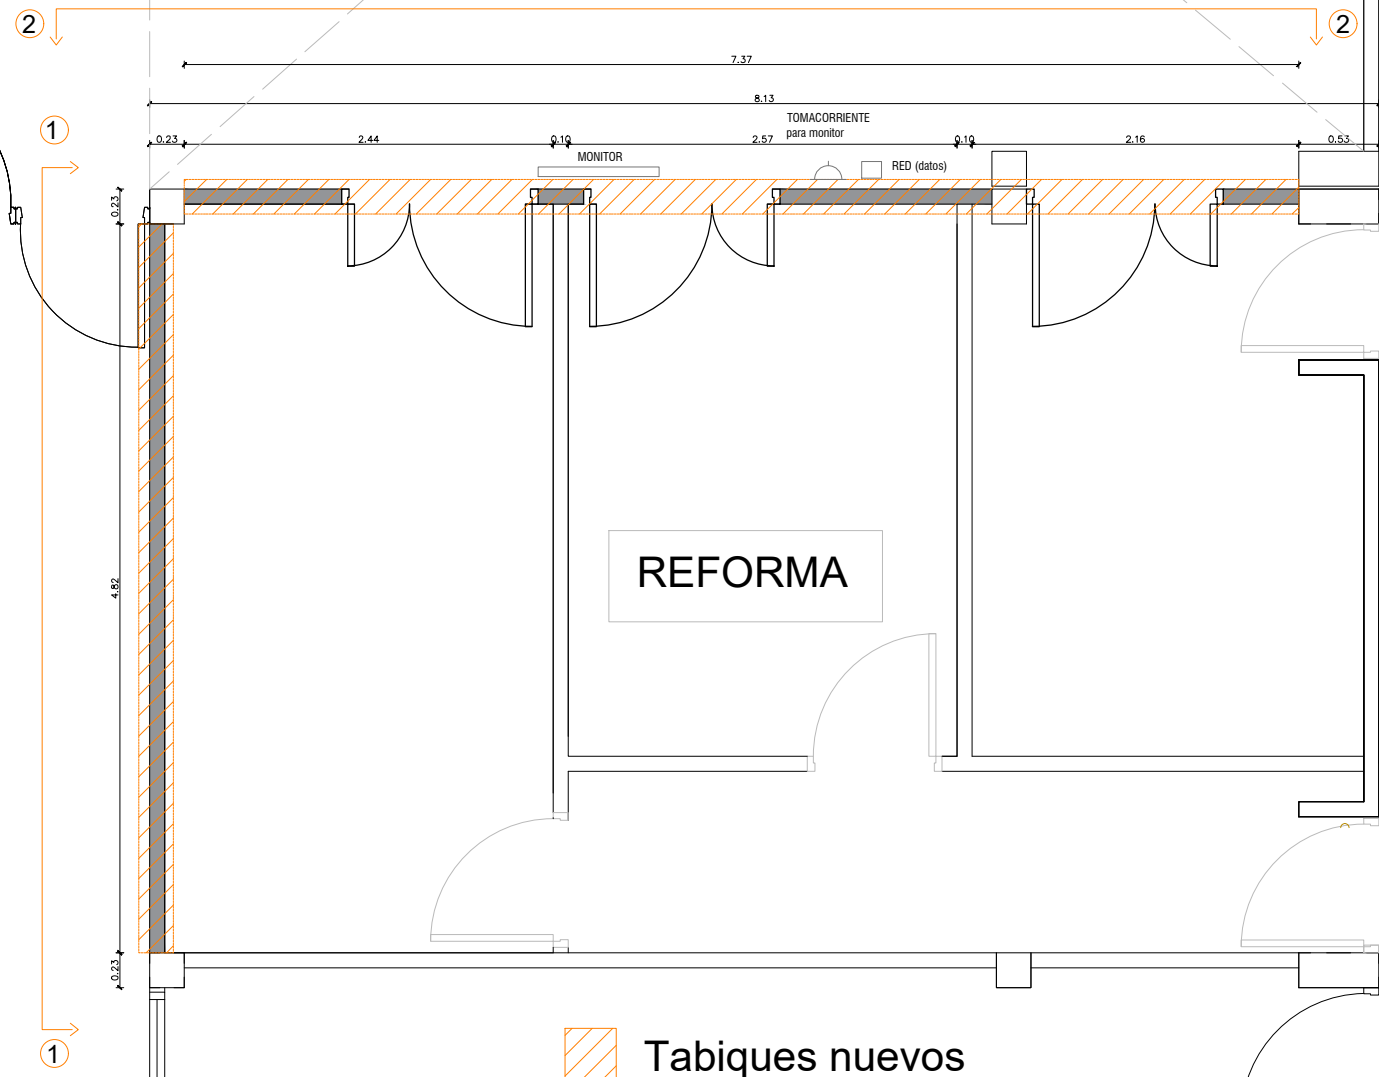 2
2
7.37
8.13
1
TOMACORRIENTE
para monitor
0.23
2.44
0.10
2.57
0.10
2.16
0.53
MONITOR
RED (datos)
0.23
REFORMA
4.82
0.23
1
Tabiques nuevos